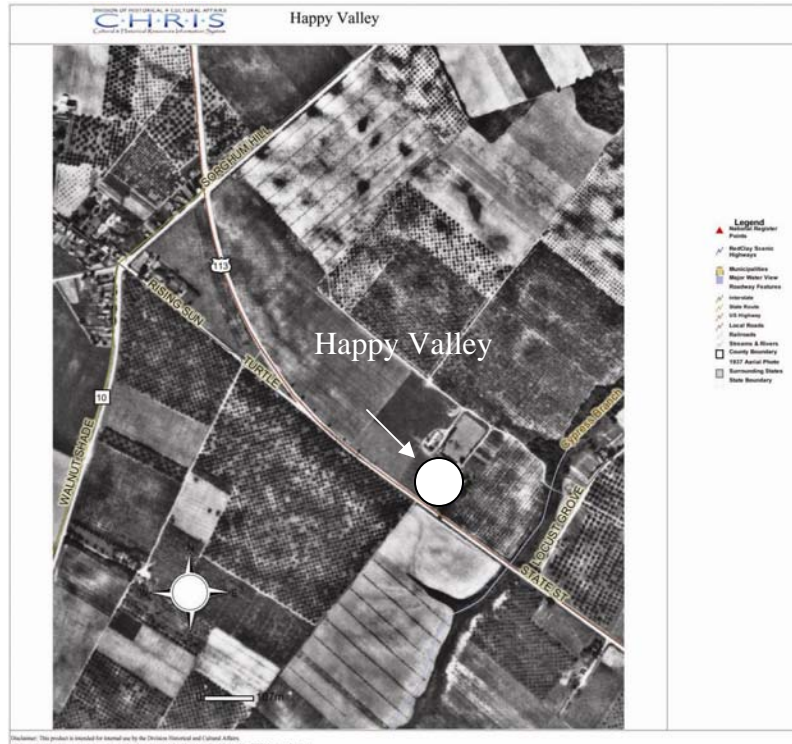 DIVISION OF HISTORICAL & CULTURAL AFFAIRS
C·H·R·I·S
Cultural & Historical Resources Information System
Happy Valley
SORGHUM HILL
113
RISING SUN
TURTLE
Happy Valley
10
WALNUT SHADE
Cypress Branch
LOCUST GROVE
STATE ST
Legend
National Register
Points
RedClay Scenic
Highways
Municipalities
Major Water View
Roadway Features
Interstate
State Route
US Highway
Local Roads
Railroads
Streams & Rivers
County Boundary
1937 Aerial Photo
Surrounding States
State Boundary
Disclaimer: This product is intended for internal use by the Division Historical and Cultural Affairs.